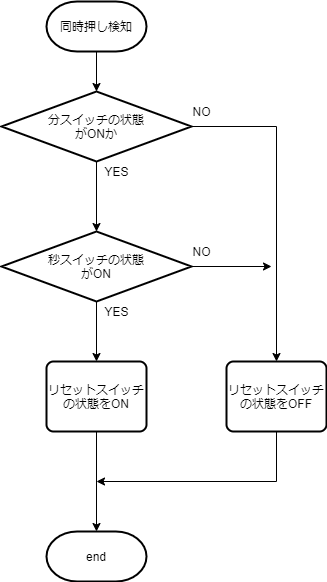 同時押し検知
分スイッチの状態
がONか
NO
YES
秒スイッチの状態
がON
NO
YES
リセットスイッチ
の状態をON
リセットスイッチ
の状態をOFF
end